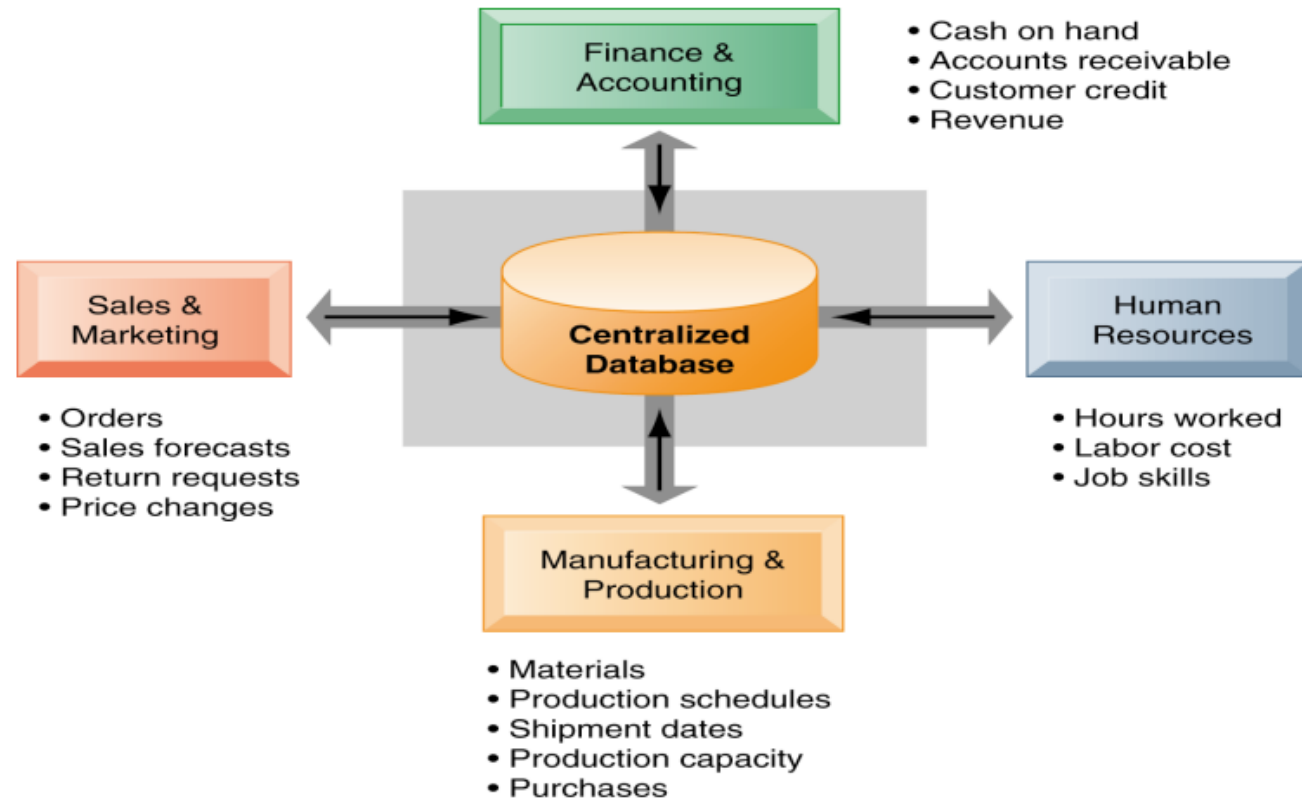 Finance &
Accounting
• Cash on hand
• Accounts receivable
• Customer credit
• Revenue
Sales &
Marketing
• Orders
• Sales forecasts
• Return requests
• Price changes
Centralized
Database
Human
Resources
• Hours worked
• Labor cost
• Job skills
Manufacturing &
Production
• Materials
• Production schedules
• Shipment dates
• Production capacity
• Purchases